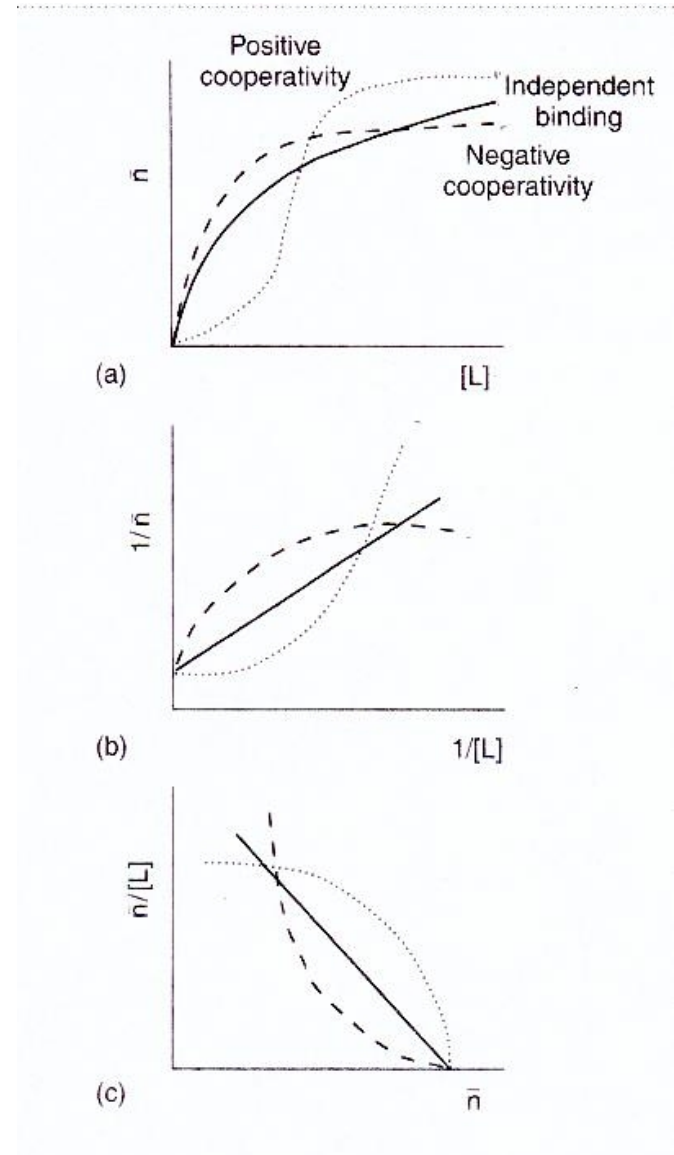 Positive
cooperativity
Independent
binding
Negative
cooperativity
n̄
(a)
[L]
1/n̄
(b)
1/[L]
n̄/[L]
(c)
n̄